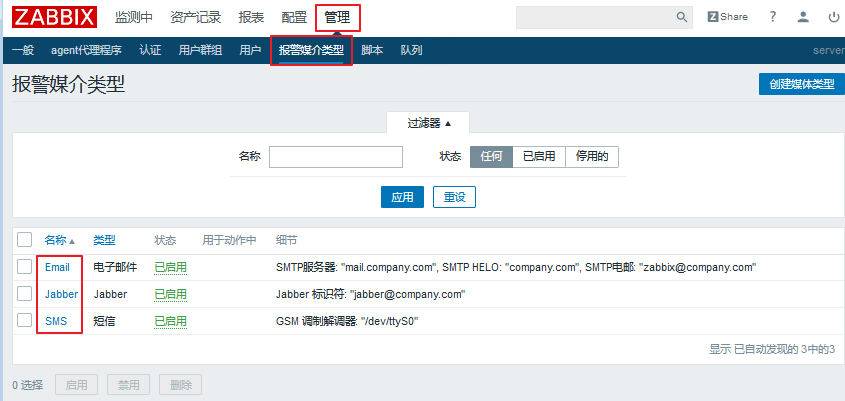 ZABBIX 监测中 资产记录 报表 配置 管理 Z Share ?
一般 agent代理程序 认证 用户群组 用户 报警媒介类型 脚本 队列 server
报警媒介类型 创建媒体类型
过滤器 ▲
名称 状态 任何 已启用 停用的
应用 重设
名称 ▲ 类型 状态 用于动作中 细节
Email 电子邮件 已启用 SMTP服务器: "mail.company.com", SMTP HELO: "company.com", SMTP电邮: "zabbix@company.com"
Jabber Jabber 已启用 Jabber 标识符: "jabber@company.com"
SMS 短信 已启用 GSM 调制解调器: "/dev/ttyS0"
显示 已自动发现的 3中的3
0 选择 启用 禁用 删除